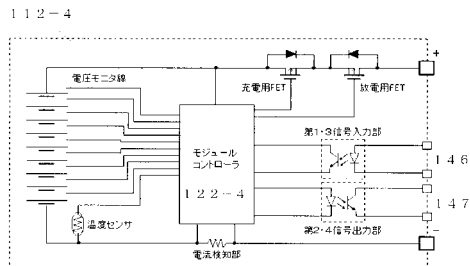 １１２－４
電圧モニタ線
充電用FET
放電用FET
+
第1・3信号入力部
モジュール
コントローラ
１２２－４
１４６
１４７
温度センサ
第2・4信号出力部
-
電流検知部